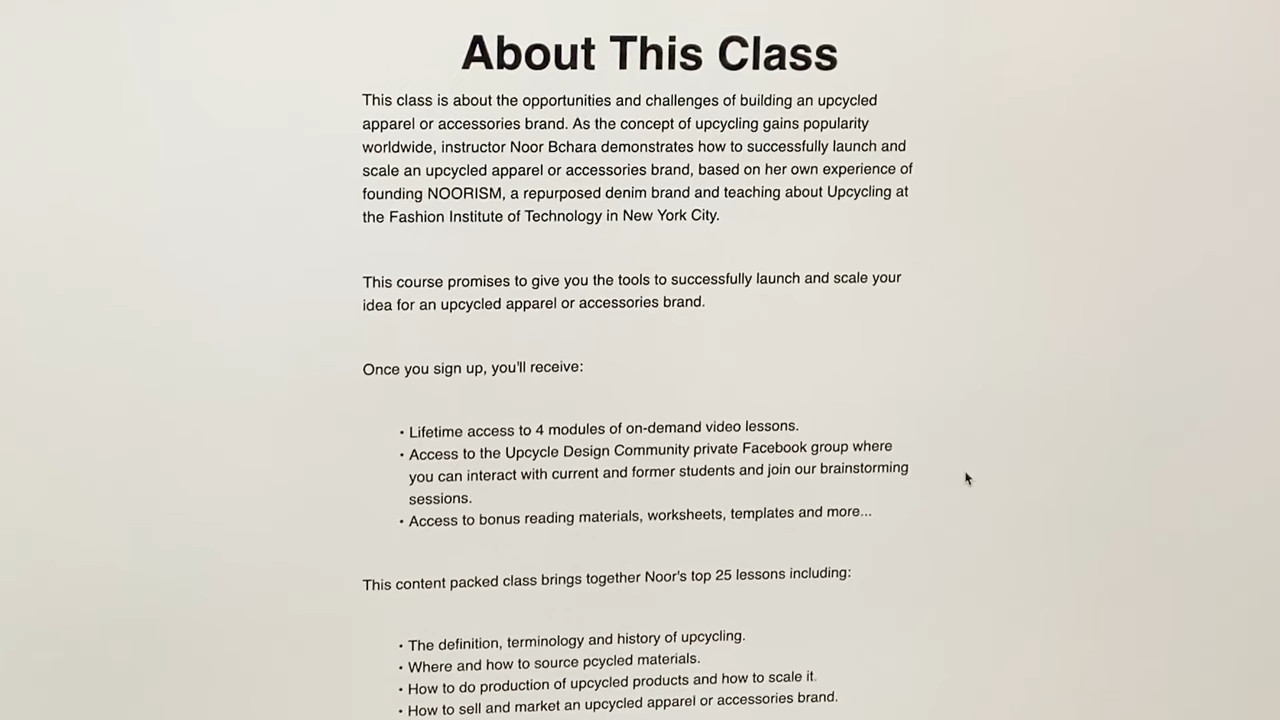 About This Class
This class is about the opportunities and challenges of building an upcycled
apparel or accessories brand. As the concept of upcycling gains popularity
worldwide, instructor Noor Bchara demonstrates how to successfully launch and
scale an upcycled apparel or accessories brand, based on her own experience of
founding NOORISM, a repurposed denim brand and teaching about Upcycling at
the Fashion Institute of Technology in New York City.
This course promises to give you the tools to successfully launch and scale your
idea for an upcycled apparel or accessories brand.
Once you sign up, you'll receive:
• Lifetime access to 4 modules of on-demand video lessons.
• Access to the Upcycle Design Community private Facebook group where
you can interact with current and former students and join our brainstorming
sessions.
• Access to bonus reading materials, worksheets, templates and more...
This content packed class brings together Noor's top 25 lessons including:
• The definition, terminology and history of upcycling.
• Where and how to source pcycled materials.
• How to do production of upcycled products and how to scale it.
• How to sell and market an upcycled apparel or accessories brand.